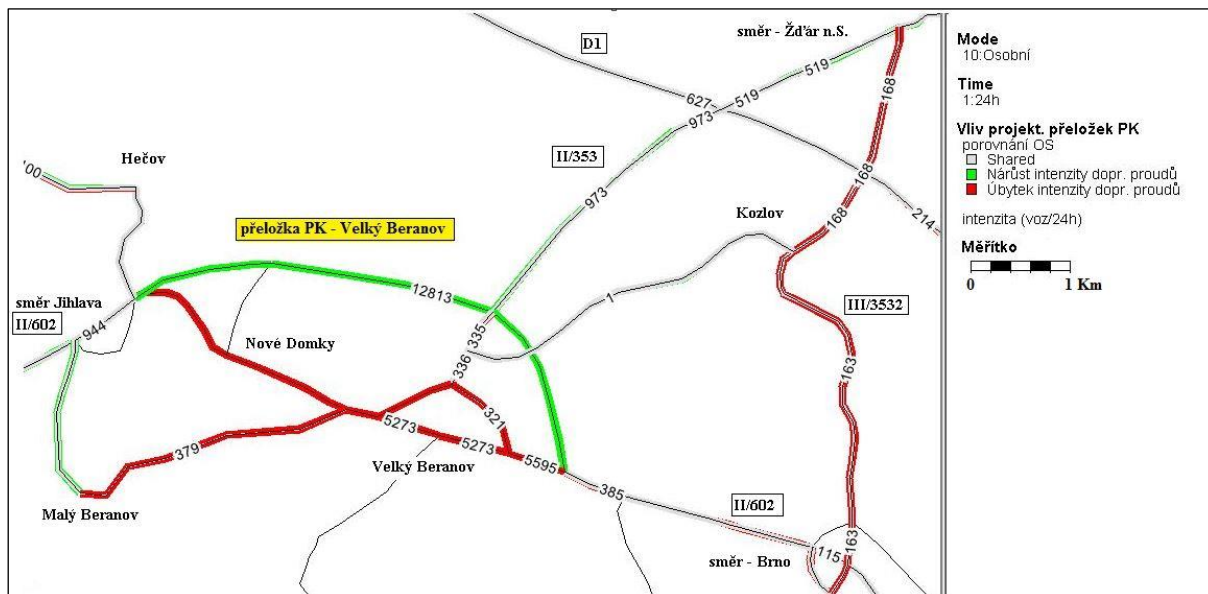 směr - Žďár n.S.
D1
519
519
627
973
168
Hečov
II/353
168
973
Kozlov
168
214
přeložka PK - Velký Beranov
12813
1
směr Jihlava
II/602
944
335
III/3532
Nové Domky
336
163
321
5273
379
5273
5595
Velký Beranov
385
Malý Beranov
II/602
směr - Brno
115
163
Mode
10:Osobní
Time
1:24h
Vliv projekt. přeložek PK
porovnání OS
Shared
Nárůst intenzity dopr. proudů
Úbytek intenzity dopr. proudů
intenzita (voz/24h)
Měřítko
0 1 Km